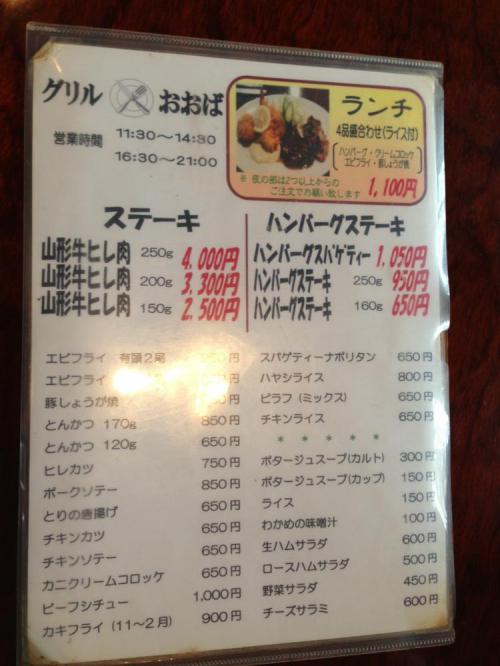 グリル おおば
営業時間 11:30～14:30
16:30～21:00
ランチ
4品盛合わせ(ライス付)
ハンバーグ・クリームコロッケ
エビフライ・豚しょうが焼
※ 夜の部は2つ以上からの
ご注文でお願い致します
1,100円
ステーキ
山形牛ヒレ肉 250g 4,000円
山形牛ヒレ肉 200g 3,300円
山形牛ヒレ肉 150g 2,500円
ハンバーグステーキ
ハンバーグスパゲティー 1,050円
ハンバーグステーキ 250g 950円
ハンバーグステーキ 160g 650円
エビフライ 有頭2尾 円
エビフライ 円
豚しょうが焼 円
とんかつ 170g 850円
とんかつ 120g 650円
ヒレカツ 750円
ポークソテー 850円
とりの唐揚げ 650円
チキンカツ 650円
チキンソテー 650円
カニクリームコロッケ 650円
ビーフシチュー 1,000円
カキフライ (11～2月) 900円
スパゲティーナポリタン 650円
ハヤシライス 800円
ピラフ (ミックス) 650円
チキンライス 650円
* * * * *
ポタージュスープ(カルト) 300円
ポタージュスープ(カップ) 150円
ライス 150円
わかめの味噌汁 100円
生ハムサラダ 600円
ロースハムサラダ 500円
野菜サラダ 450円
チーズサラミ 600円